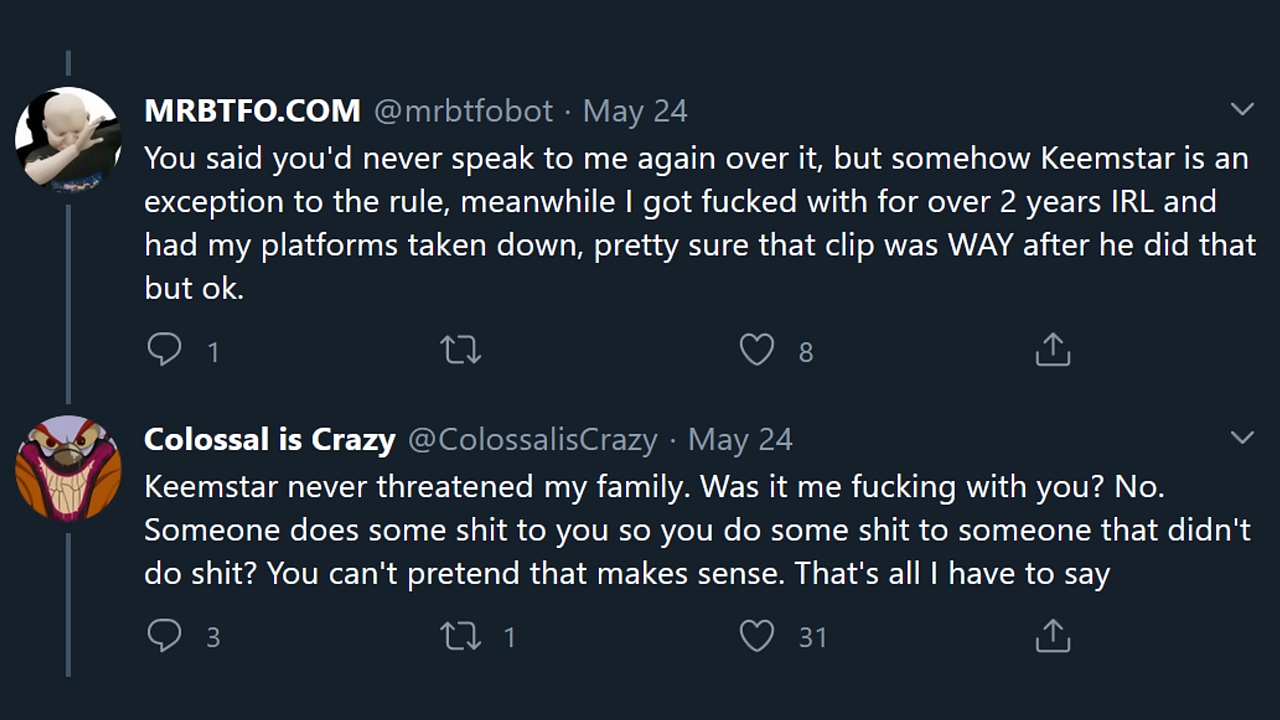 MRBTFO.COM @mrbtfobot · May 24
You said you'd never speak to me again over it, but somehow Keemstar is an
exception to the rule, meanwhile I got fucked with for over 2 years IRL and
had my platforms taken down, pretty sure that clip was WAY after he did that
but ok.
1 8
Colossal is Crazy @ColossalisCrazy · May 24
Keemstar never threatened my family. Was it me fucking with you? No.
Someone does some shit to you so you do some shit to someone that didn't
do shit? You can't pretend that makes sense. That's all I have to say
3 1 31